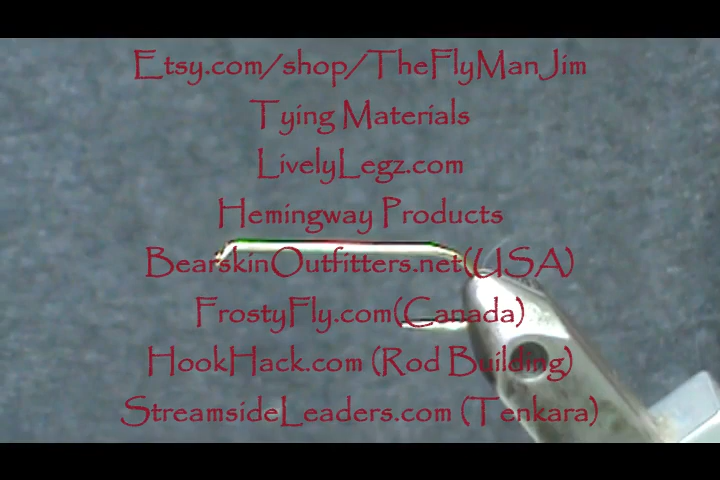 Etsy.com/shop/TheFlyManJim
Tying Materials
LivelyLegz.com
Hemingway Products
BearskinOutfitters.net(USA)
FrostyFly.com(Canada)
HookHack.com (Rod Building)
StreamsideLeaders.com (Tenkara)